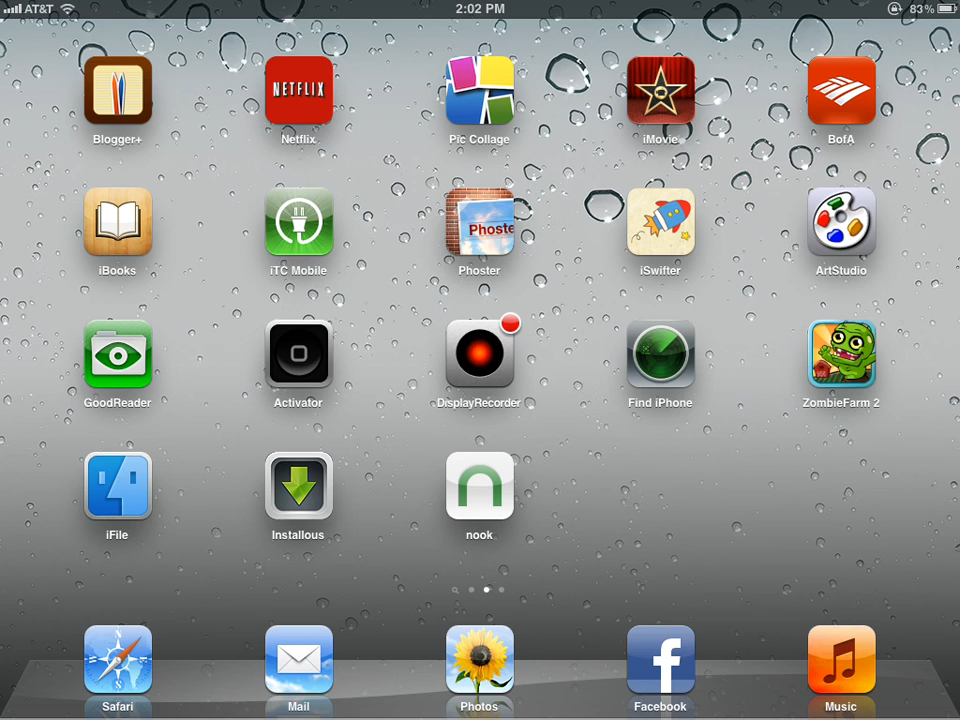 AT&T 2:02 PM 83%
NETFLIX
Blogger+ Netflix Pic Collage iMovie BofA
Phoste
iBooks iTC Mobile Phoster iSwifter ArtStudio
GoodReader Activator DisplayRecorder Find iPhone ZombieFarm 2
n
iFile Installous nook
N
W E
S
f
Safari Mail Photos Facebook Music